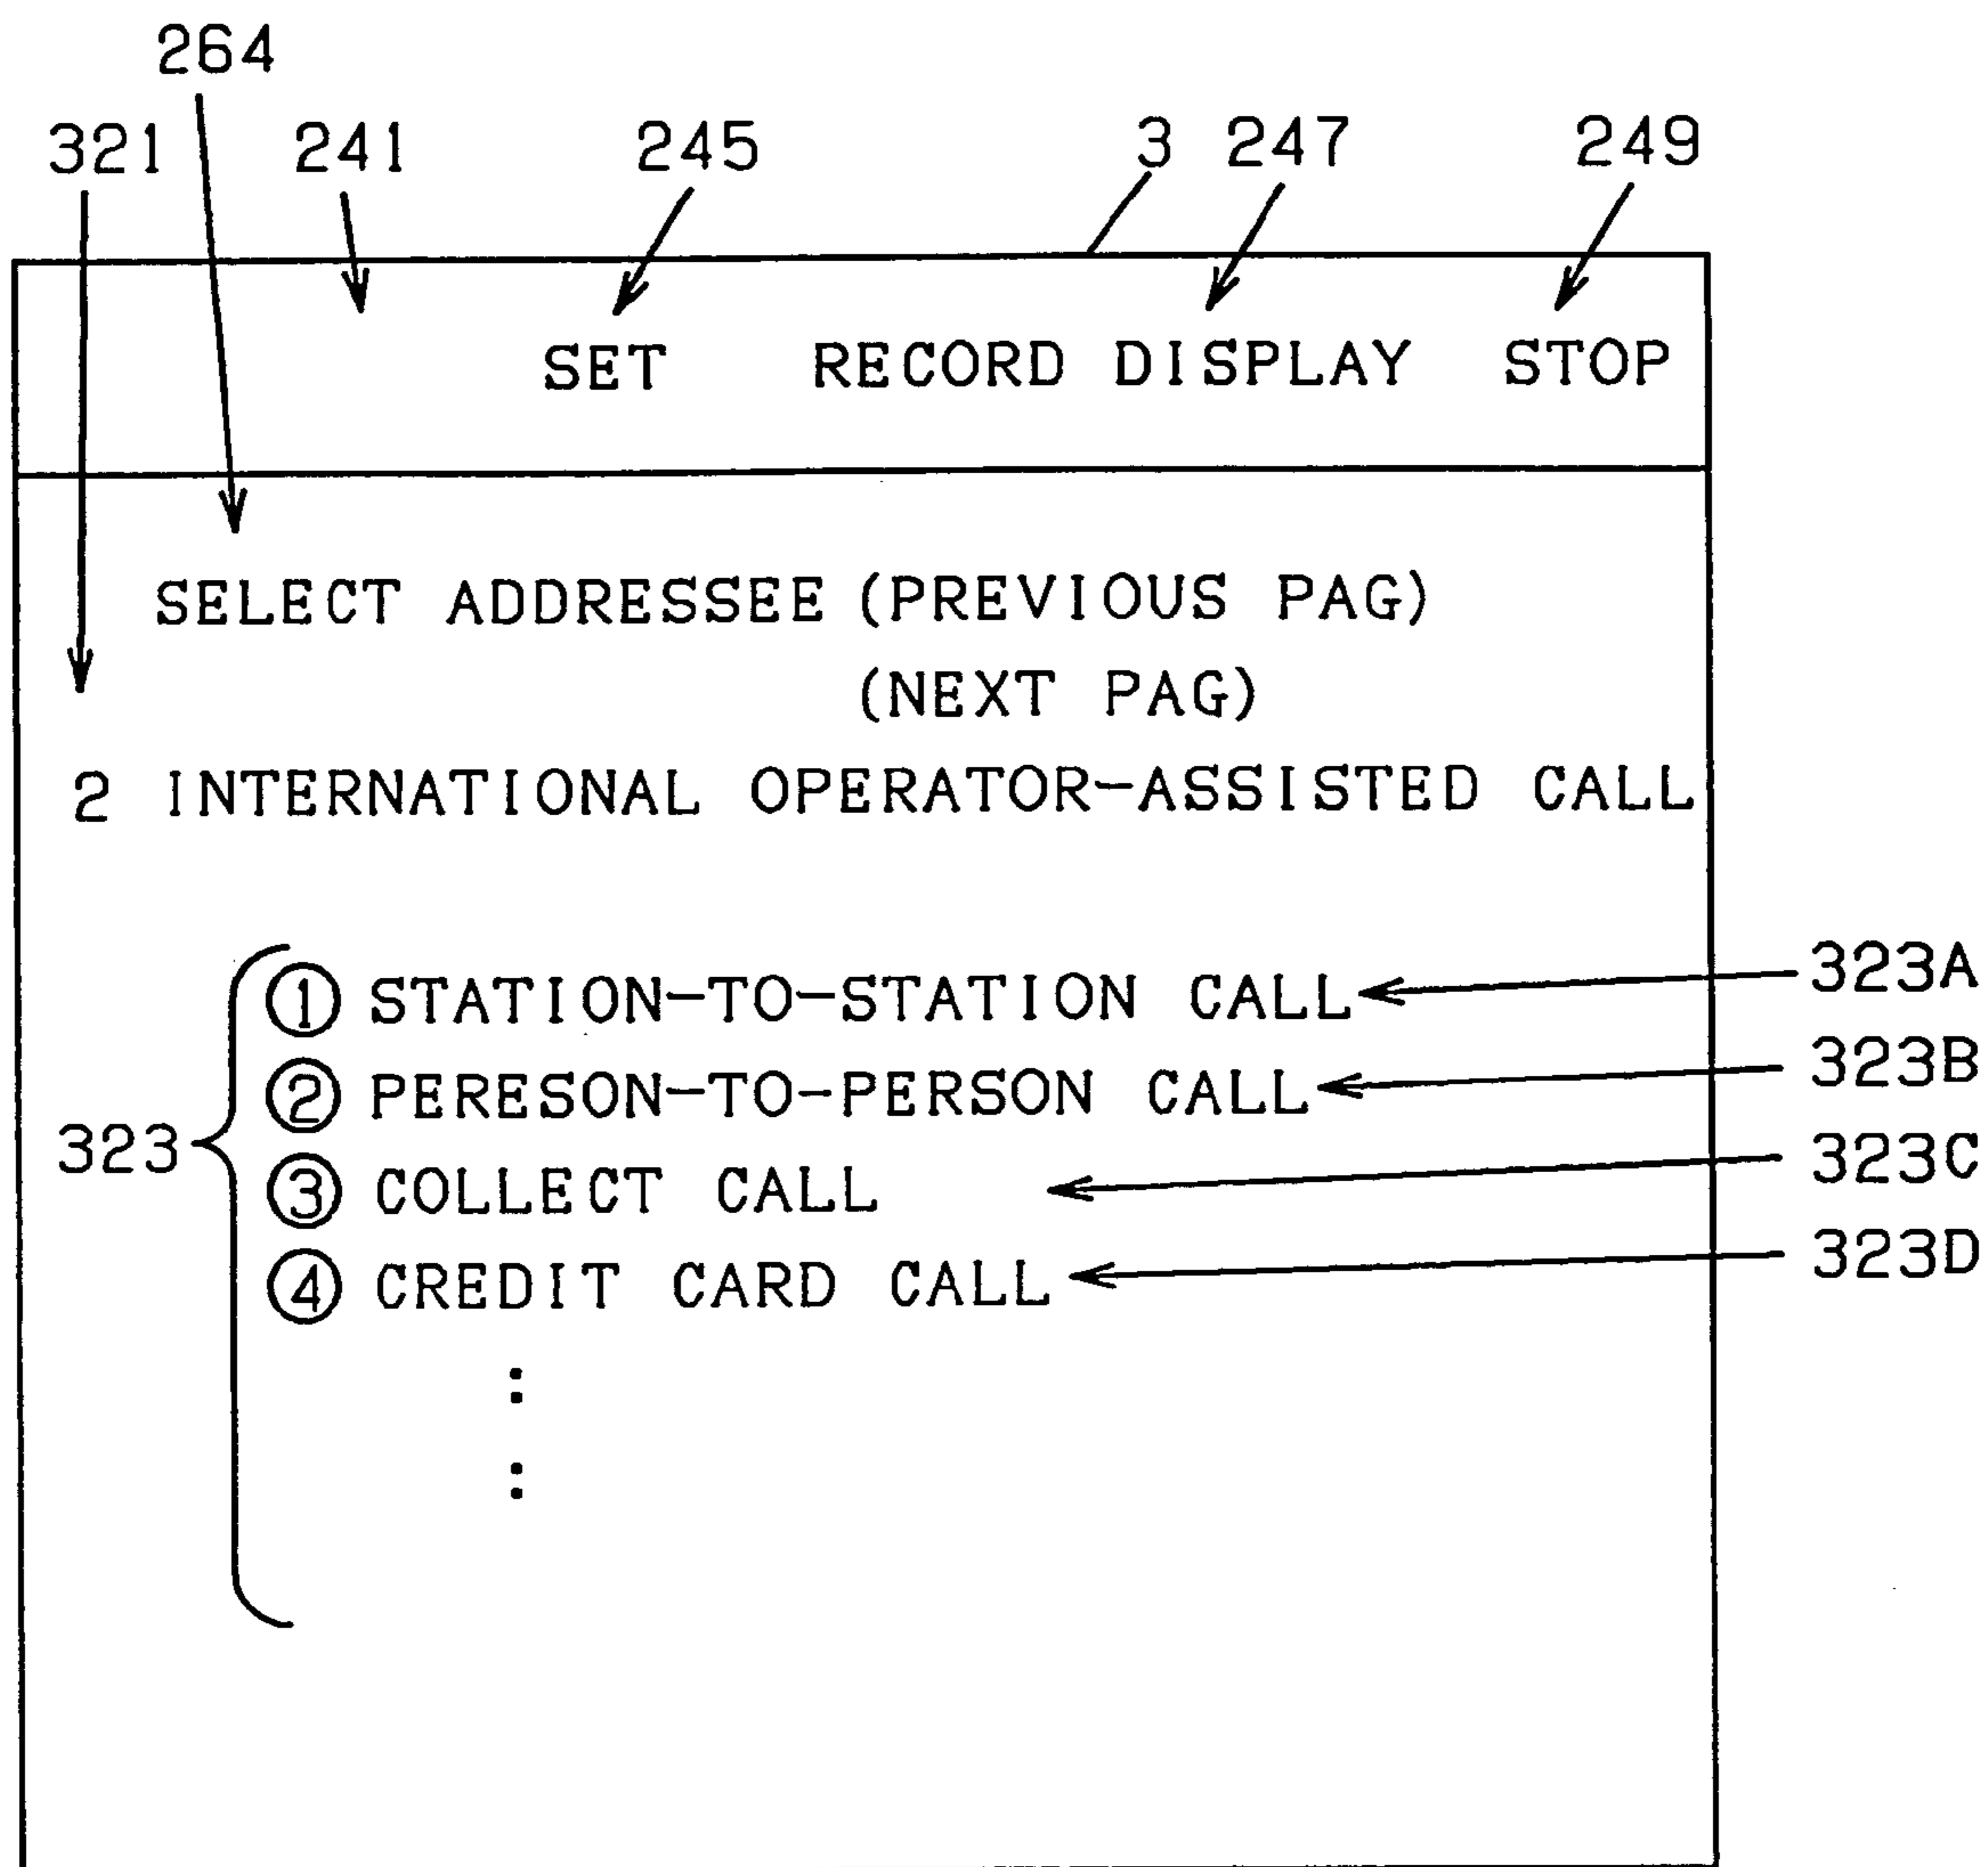 264
321 241 245 3 247 249
SET RECORD DISPLAY STOP
SELECT ADDRESSEE (PREVIOUS PAG)
(NEXT PAG)
2 INTERNATIONAL OPERATOR-ASSISTED CALL
① STATION-TO-STATION CALL 323A
② PERESON-TO-PERSON CALL 323B
323
③ COLLECT CALL 323C
④ CREDIT CARD CALL 323D
:
: